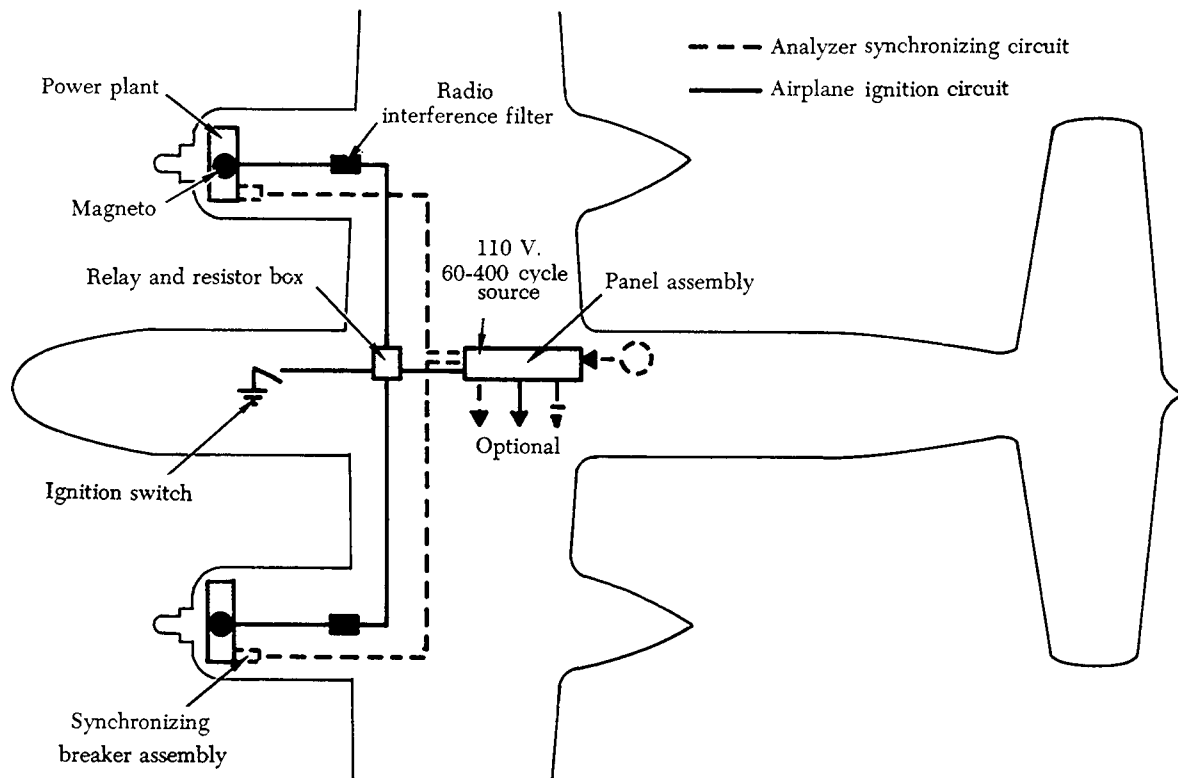 Analyzer synchronizing circuit
Airplane ignition circuit
Power plant
Radio
interference filter
Magneto
110 V.
60-400 cycle
source
Relay and resistor box
Panel assembly
Optional
Ignition switch
Synchronizing
breaker assembly